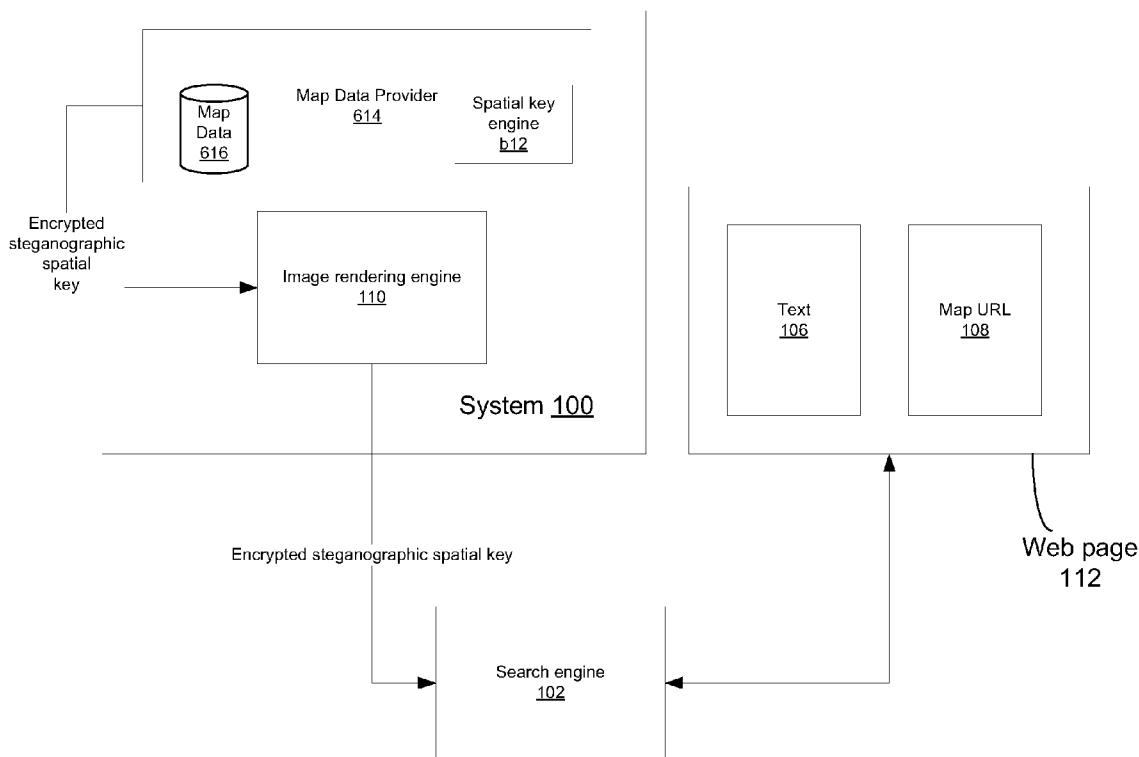 Map Data Provider
614
Map
Data
616
Spatial key
engine
b12
Encrypted
steganographic
spatial
key
Image rendering engine
110
System 100
Text
106
Map URL
108
Encrypted steganographic spatial key
Web page
112
Search engine
102